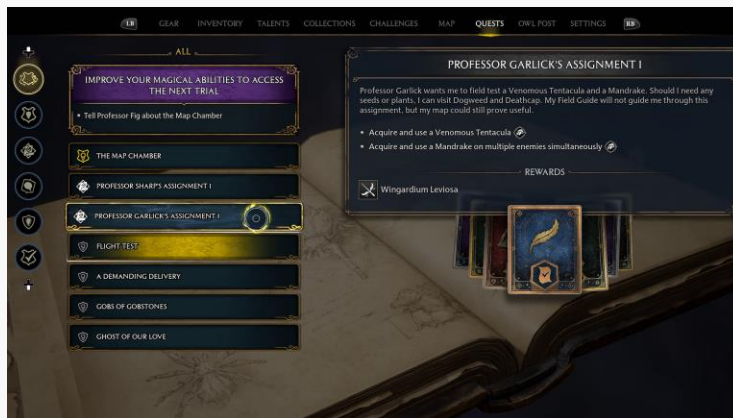 LB GEAR INVENTORY TALENTS COLLECTIONS CHALLENGES MAP QUESTS OWL POST SETTINGS RB
ALL
IMPROVE YOUR MAGICAL ABILITIES TO ACCESS
THE NEXT TRIAL
• Tell Professor Fig about the Map Chamber
THE MAP CHAMBER
PROFESSOR SHARP'S ASSIGNMENT I
PROFESSOR GARLICK'S ASSIGNMENT I
FLIGHT TEST
A DEMANDING DELIVERY
GOBS OF GOBSTONES
GHOST OF OUR LOVE
PROFESSOR GARLICK'S ASSIGNMENT I
Professor Garlick wants me to field test a Venomous Tentacula and a Mandrake. Should I need any
seeds or plants, I can visit Dogweed and Deathcap. My Field Guide will not guide me through this
assignment, but my map could still prove useful.
• Acquire and use a Venomous Tentacula
• Acquire and use a Mandrake on multiple enemies simultaneously
REWARDS
Wingardium Leviosa